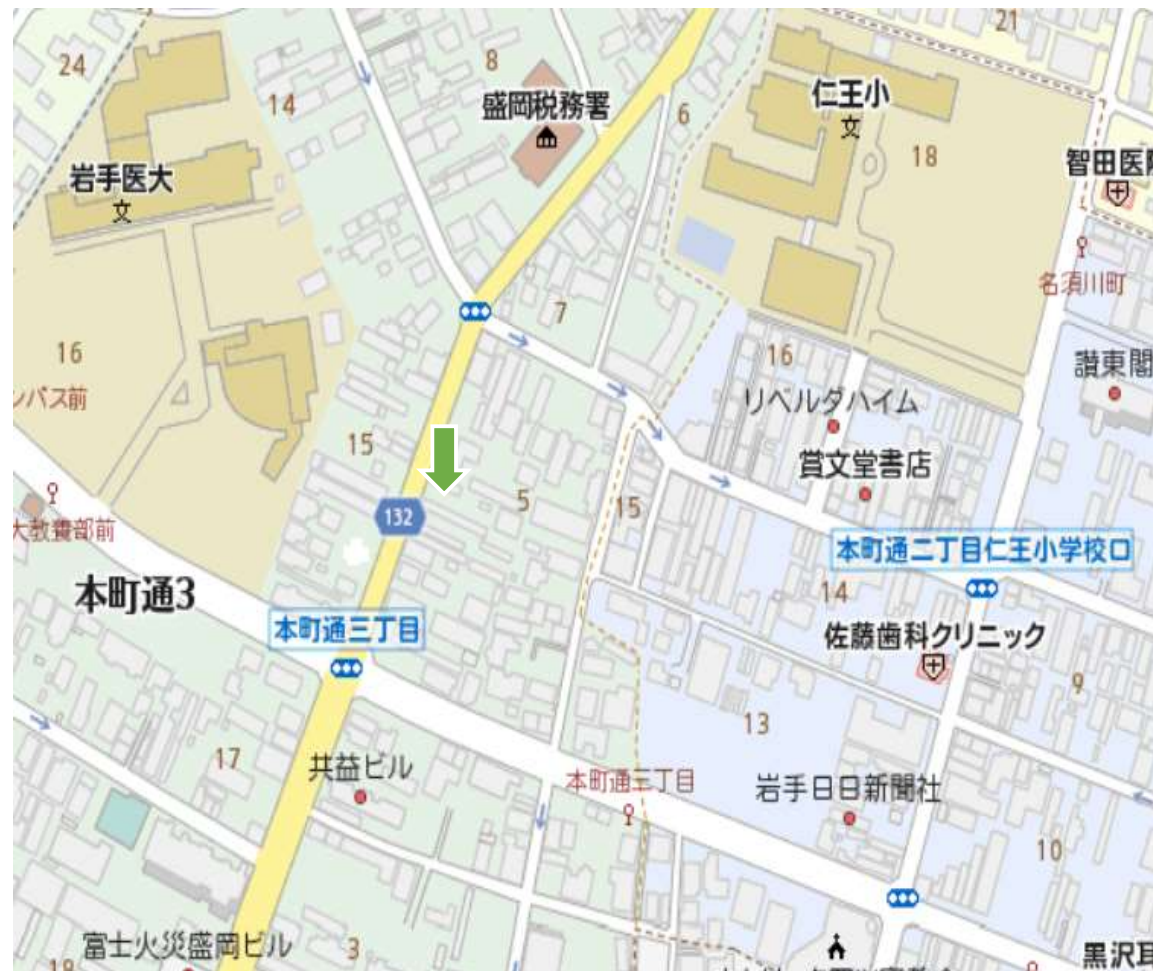 21
24
8
14
盛岡税務署
6
仁王小
18
岩手医大
智田医院
名須川町
7
16
16
讃東閣
ンパス前
リベルダハイム
15
賞文堂書店
5
15
132
大教養部前
本町通二丁目仁王小学校口
本町通3
14
本町通三丁目
佐藤歯科クリニック
9
13
17
共益ビル
本町通三丁目
岩手日日新聞社
10
富士火災盛岡ビル
3
黒沢耳
18